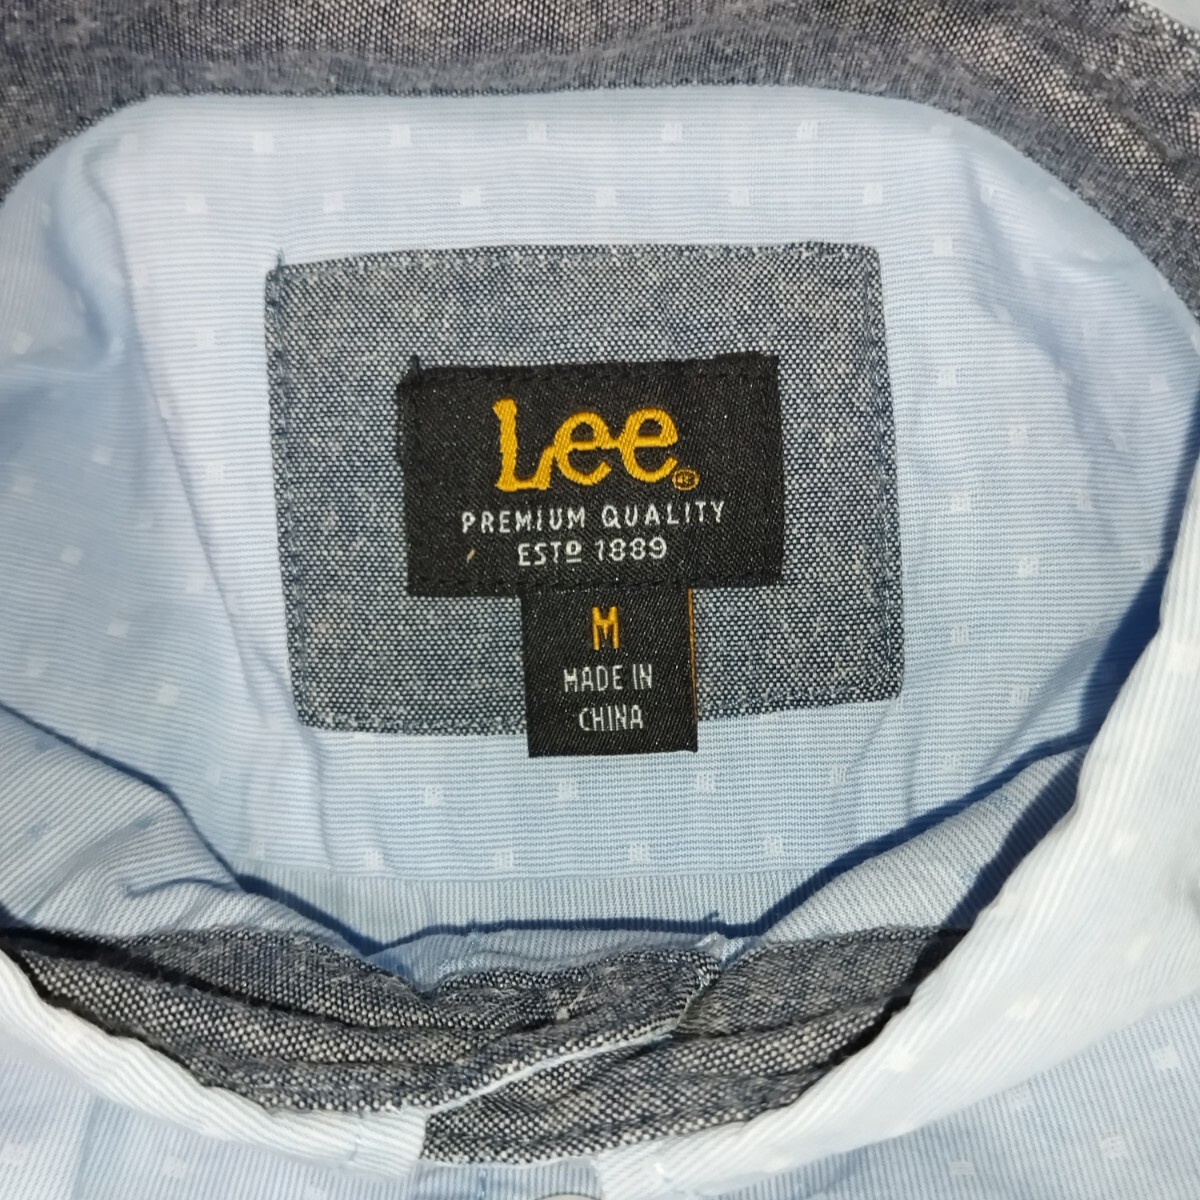 Lee®
PREMIUM QUALITY
ESTD 1889
M
MADE IN
CHINA